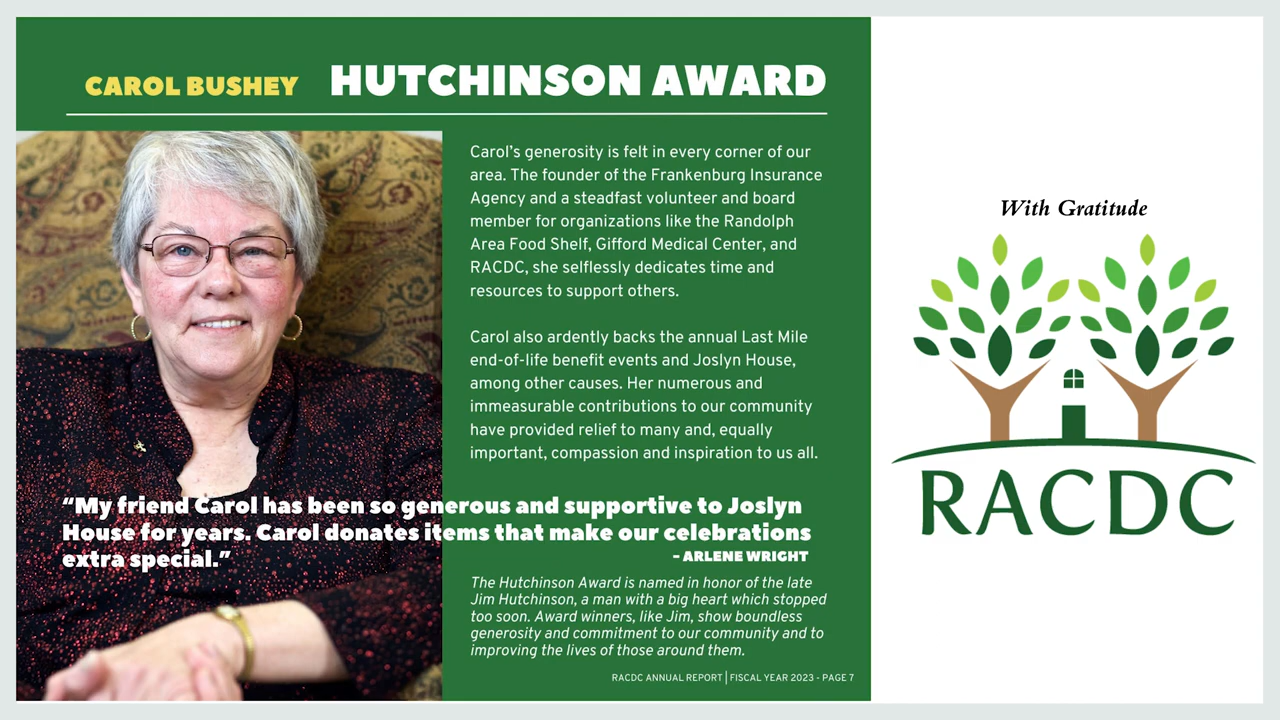 CAROL BUSHEY HUTCHINSON AWARD
Carol’s generosity is felt in every corner of our
area. The founder of the Frankenburg Insurance
Agency and a steadfast volunteer and board
member for organizations like the Randolph
Area Food Shelf, Gifford Medical Center, and
RACDC, she selflessly dedicates time and
resources to support others.
Carol also ardently backs the annual Last Mile
end-of-life benefit events and Joslyn House,
among other causes. Her numerous and
immeasurable contributions to our community
have provided relief to many and, equally
important, compassion and inspiration to us all.
“My friend Carol has been so generous and supportive to Joslyn
House for years. Carol donates items that make our celebrations
extra special.”
– ARLENE WRIGHT
The Hutchinson Award is named in honor of the late
Jim Hutchinson, a man with a big heart which stopped
too soon. Award winners, like Jim, show boundless
generosity and commitment to our community and to
improving the lives of those around them.
RACDC ANNUAL REPORT | FISCAL YEAR 2023 - PAGE 7
With Gratitude
RACDC